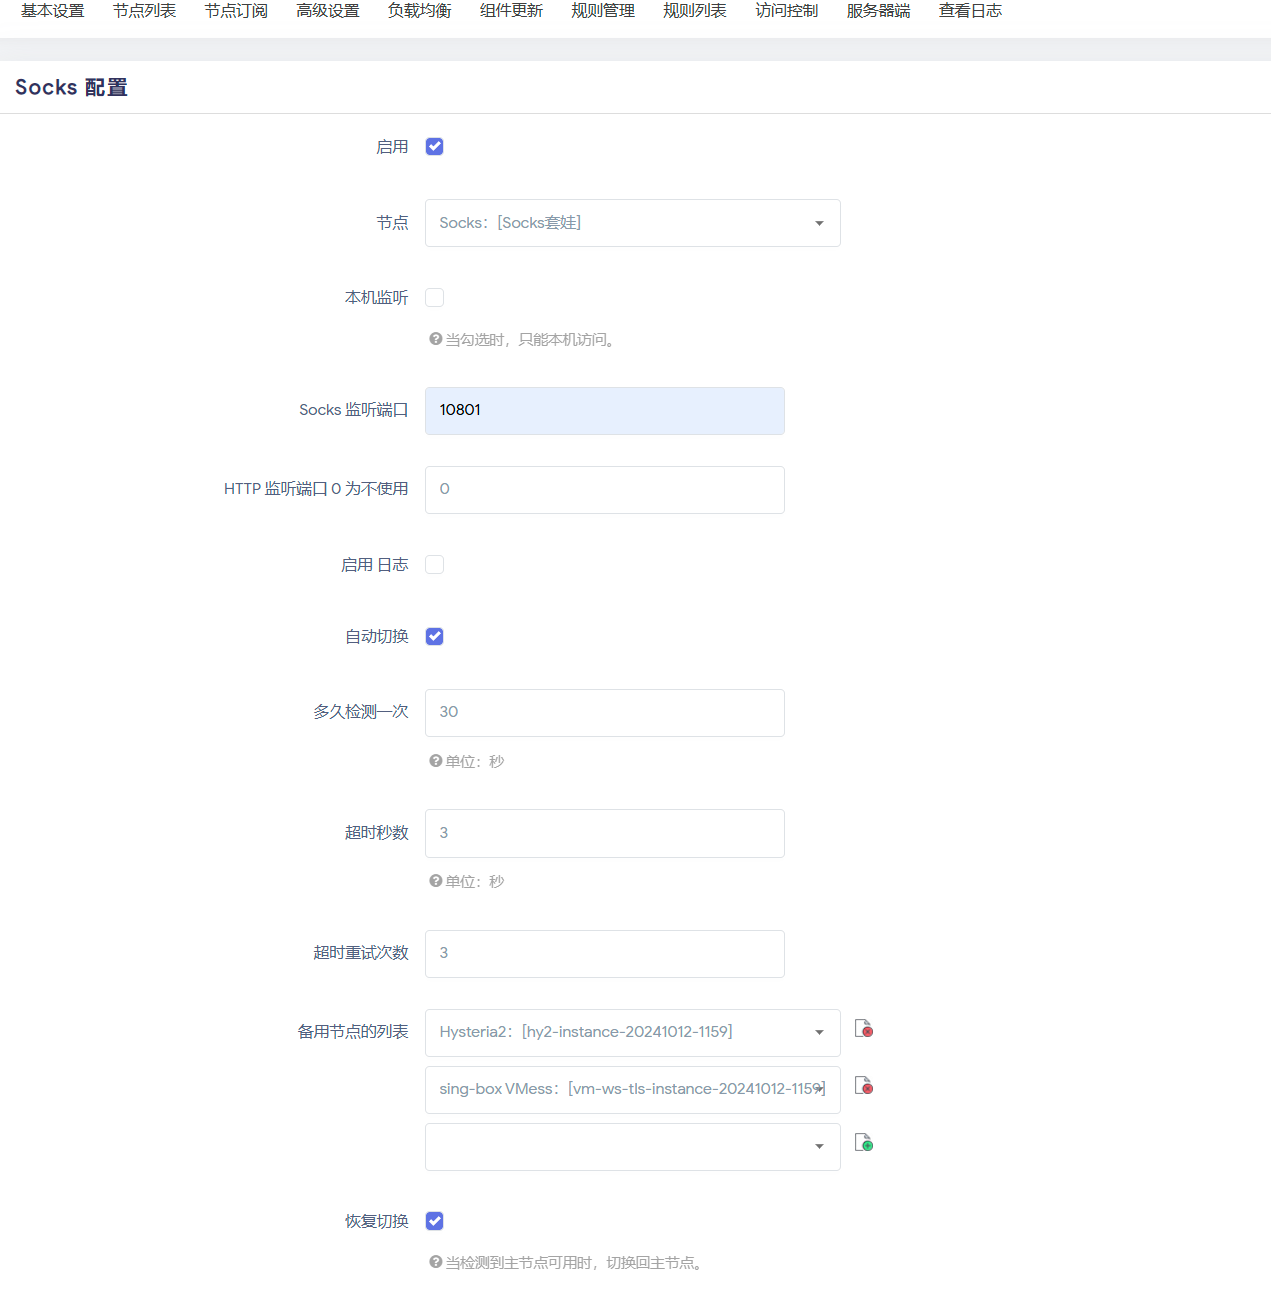 基本设置 节点列表 节点订阅 高级设置 负载均衡 组件更新 规则管理 规则列表 访问控制 服务器端 查看日志
Socks 配置
启用
节点 Socks：[Socks套娃]
本机监听
当勾选时，只能本机访问。
Socks 监听端口 10801
HTTP 监听端口 0 为不使用 0
启用 日志
自动切换
多久检测一次 30
单位：秒
超时秒数 3
单位：秒
超时重试次数 3
备用节点的列表 Hysteria2：[hy2-instance-20241012-1159]
sing-box VMess：[vm-ws-tls-instance-20241012-1159]
恢复切换
当检测到主节点可用时，切换回主节点。